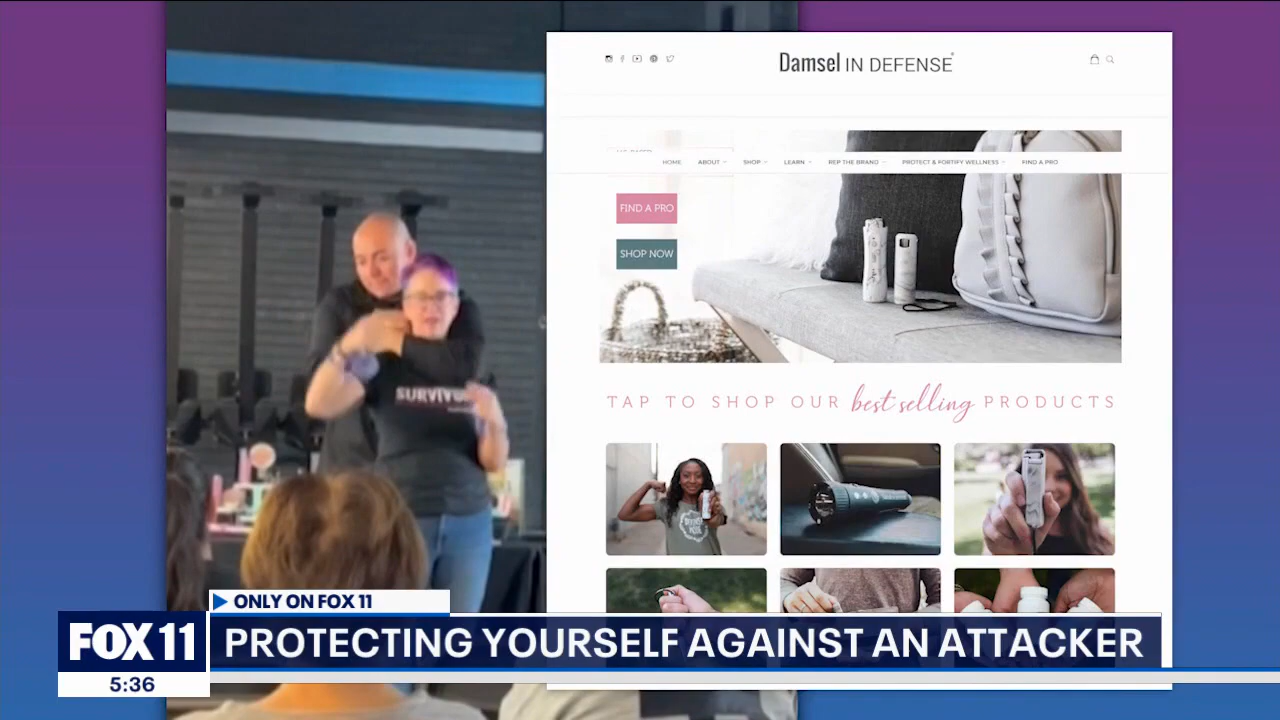 Damsel IN DEFENSE®
HOME ABOUT SHOP LEARN REP THE BRAND PROTECT & FORTIFY WELLNESS FIND A PRO
FIND A PRO
SHOP NOW
SURVIVOR
TAP TO SHOP OUR best selling PRODUCTS
ONLY ON FOX 11
FOX 11
PROTECTING YOURSELF AGAINST AN ATTACKER
5:36